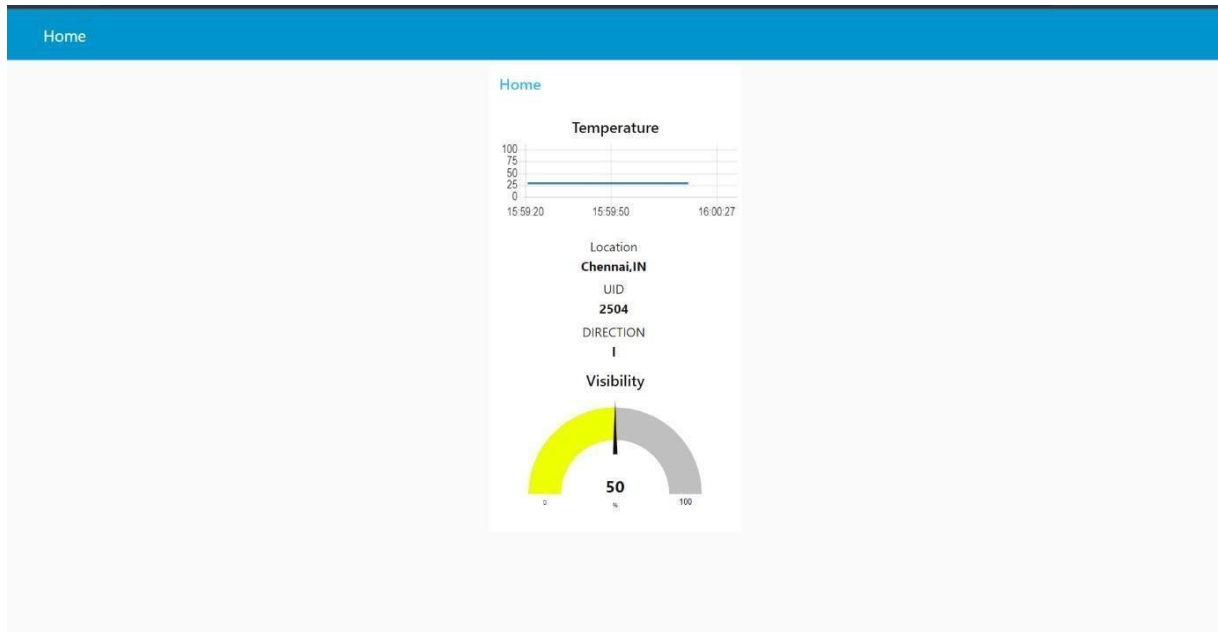 Home
Home
Temperature
100
75
50
25
0
15:59:20 15:59:50 16:00:27
Location
Chennai,IN
UID
2504
DIRECTION
l
Visibility
50
0 % 100